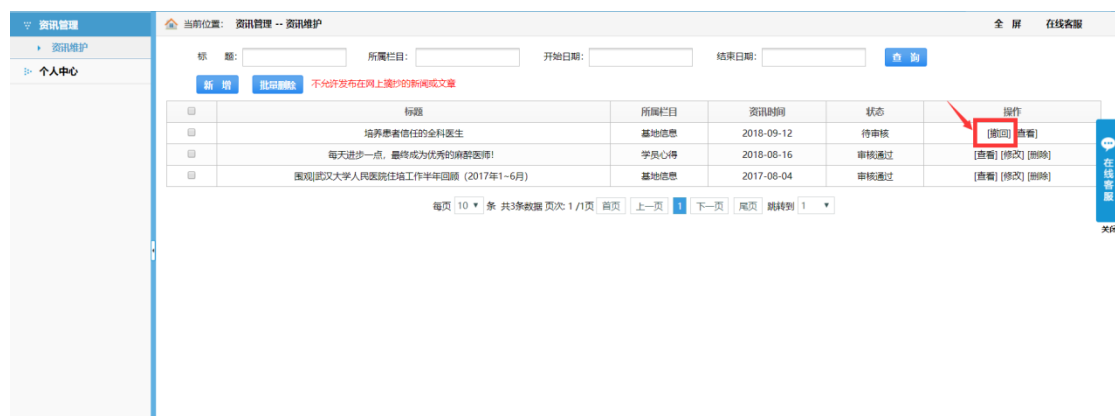 资讯管理
当前位置： 资讯管理 -- 资讯维护
全 屏 在线客服
资讯维护
个人中心
标 题： 所属栏目： 开始日期： 结束日期： 查 询
新 增 批量删除 不允许发布在网上摘抄的新闻或文章
标题 所属栏目 资讯时间 状态 操作
培养患者信任的全科医生 基地信息 2018-09-12 待审核 [撤回] [查看]
每天进步一点，最终成为优秀的麻醉医师！ 学员心得 2018-08-16 审核通过 [查看] [修改] [删除]
围观|武汉大学人民医院住培工作半年回顾（2017年1~6月） 基地信息 2017-08-04 审核通过 [查看] [修改] [删除]
每页 10 条 共3条数据 页次: 1 /1页 首页 上一页 1 下一页 尾页 跳转到 1
在线客服
关闭